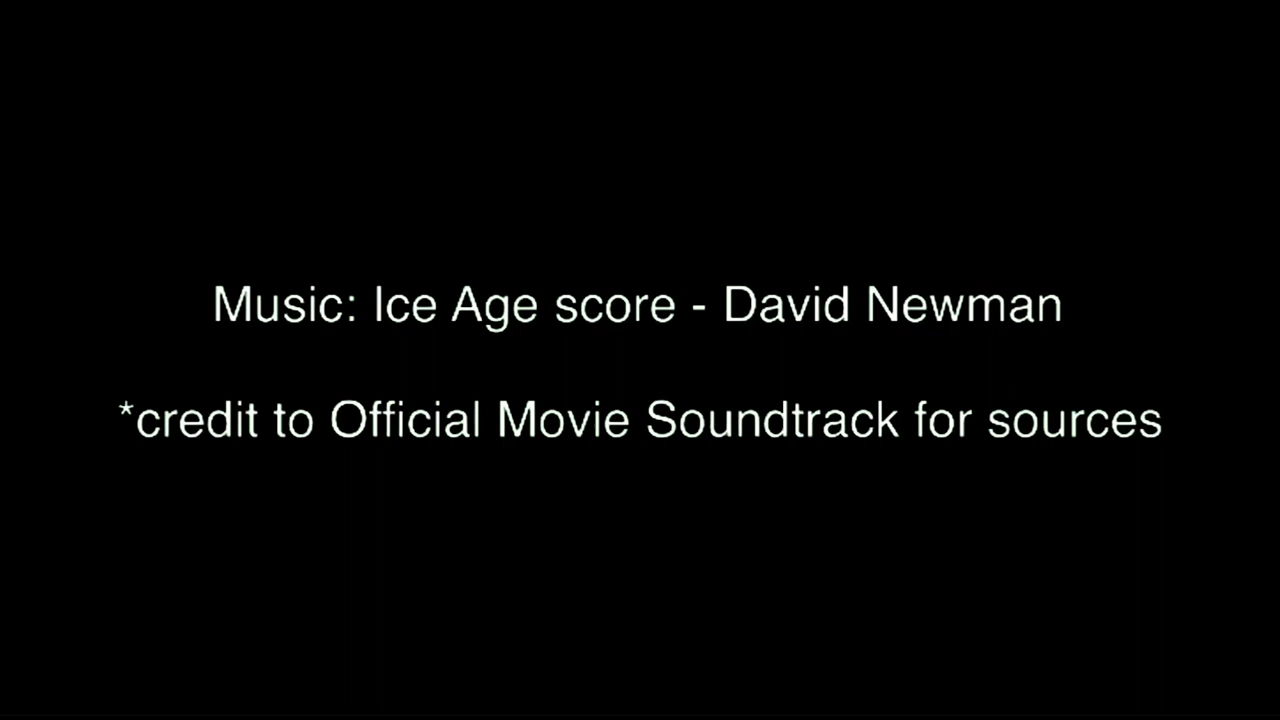 Music: Ice Age score - David Newman
*credit to Official Movie Soundtrack for sources